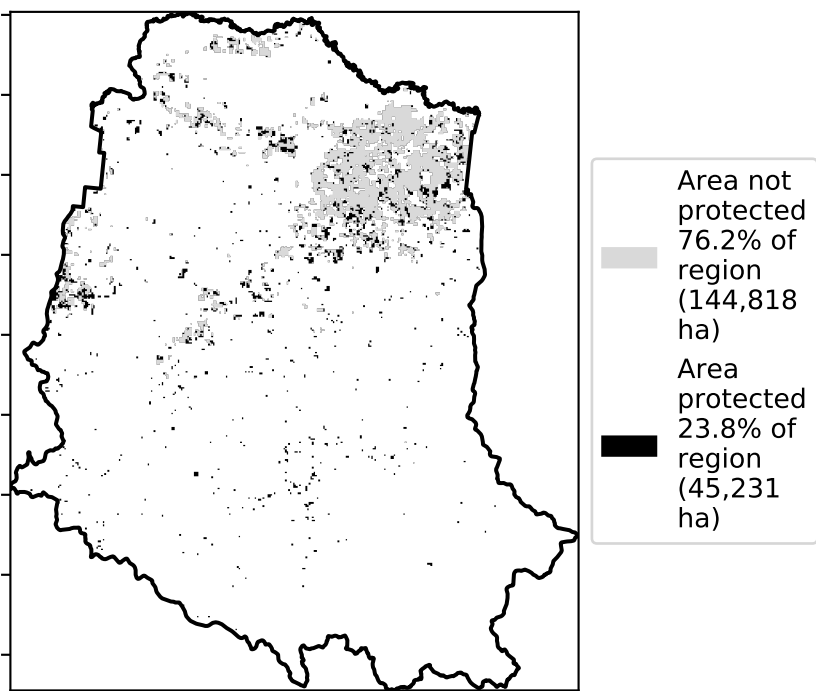 Area not
protected
76.2% of
region
(144,818
ha)
Area
protected
23.8% of
region
(45,231
ha)